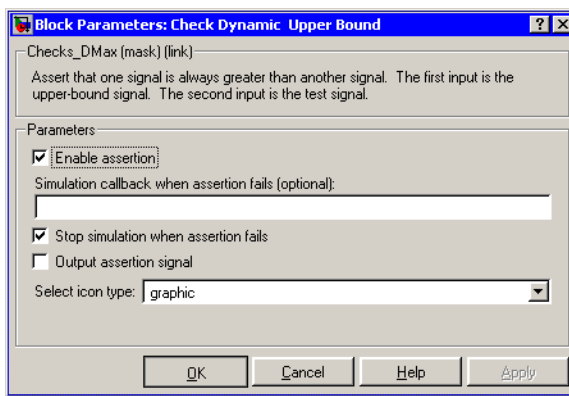 Block Parameters: Check Dynamic  Upper Bound
Checks_DMax (mask) (link)
Assert that one signal is always greater than another signal.  The first input is the
upper-bound signal.  The second input is the test signal.
Parameters
Enable assertion
Simulation callback when assertion fails (optional):
Stop simulation when assertion fails
Output assertion signal
Select icon type: graphic
OK Cancel Help Apply